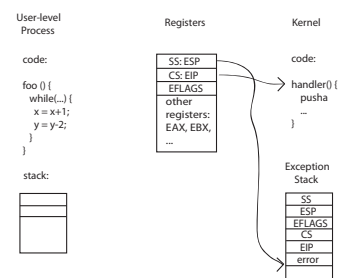 User-level
Process
code:
foo () {
while(...) {
x = x+1;
y = y-2;
}
}
stack:
Registers
SS: ESP
CS: EIP
EFLAGS
other
registers:
EAX, EBX,
...
Kernel
code:
handler() {
pusha
...
}
Exception
Stack
SS
ESP
EFLAGS
CS
EIP
error